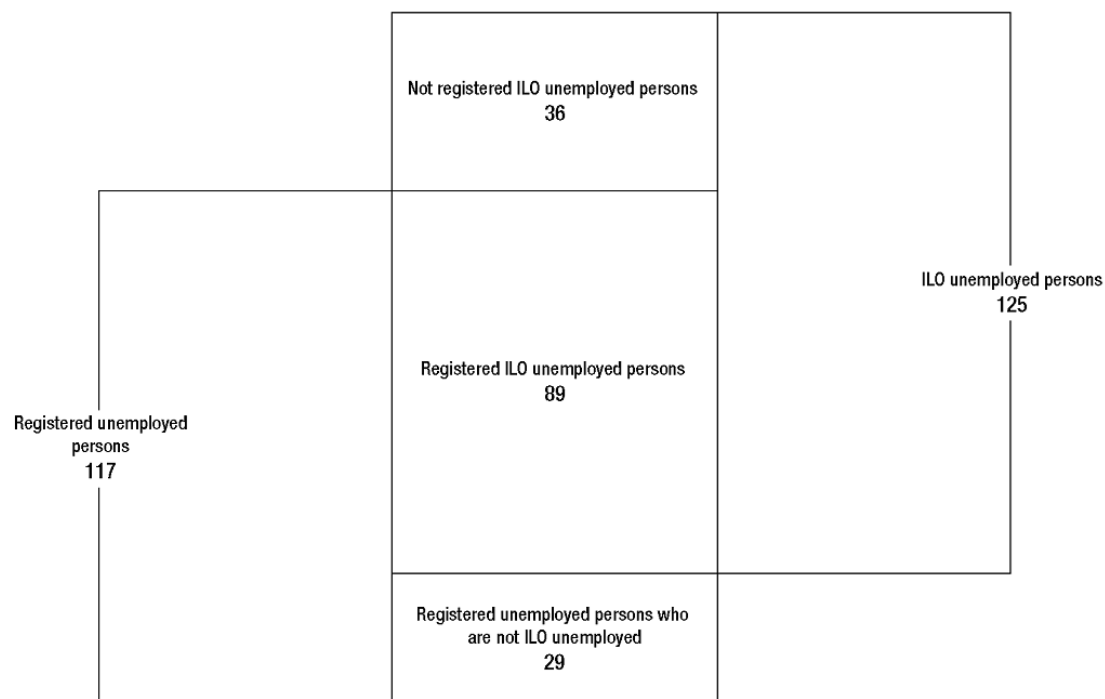 Not registered ILO unemployed persons
36
ILO unemployed persons
125
Registered ILO unemployed persons
89
Registered unemployed
persons
117
Registered unemployed persons who
are not ILO unemployed
29